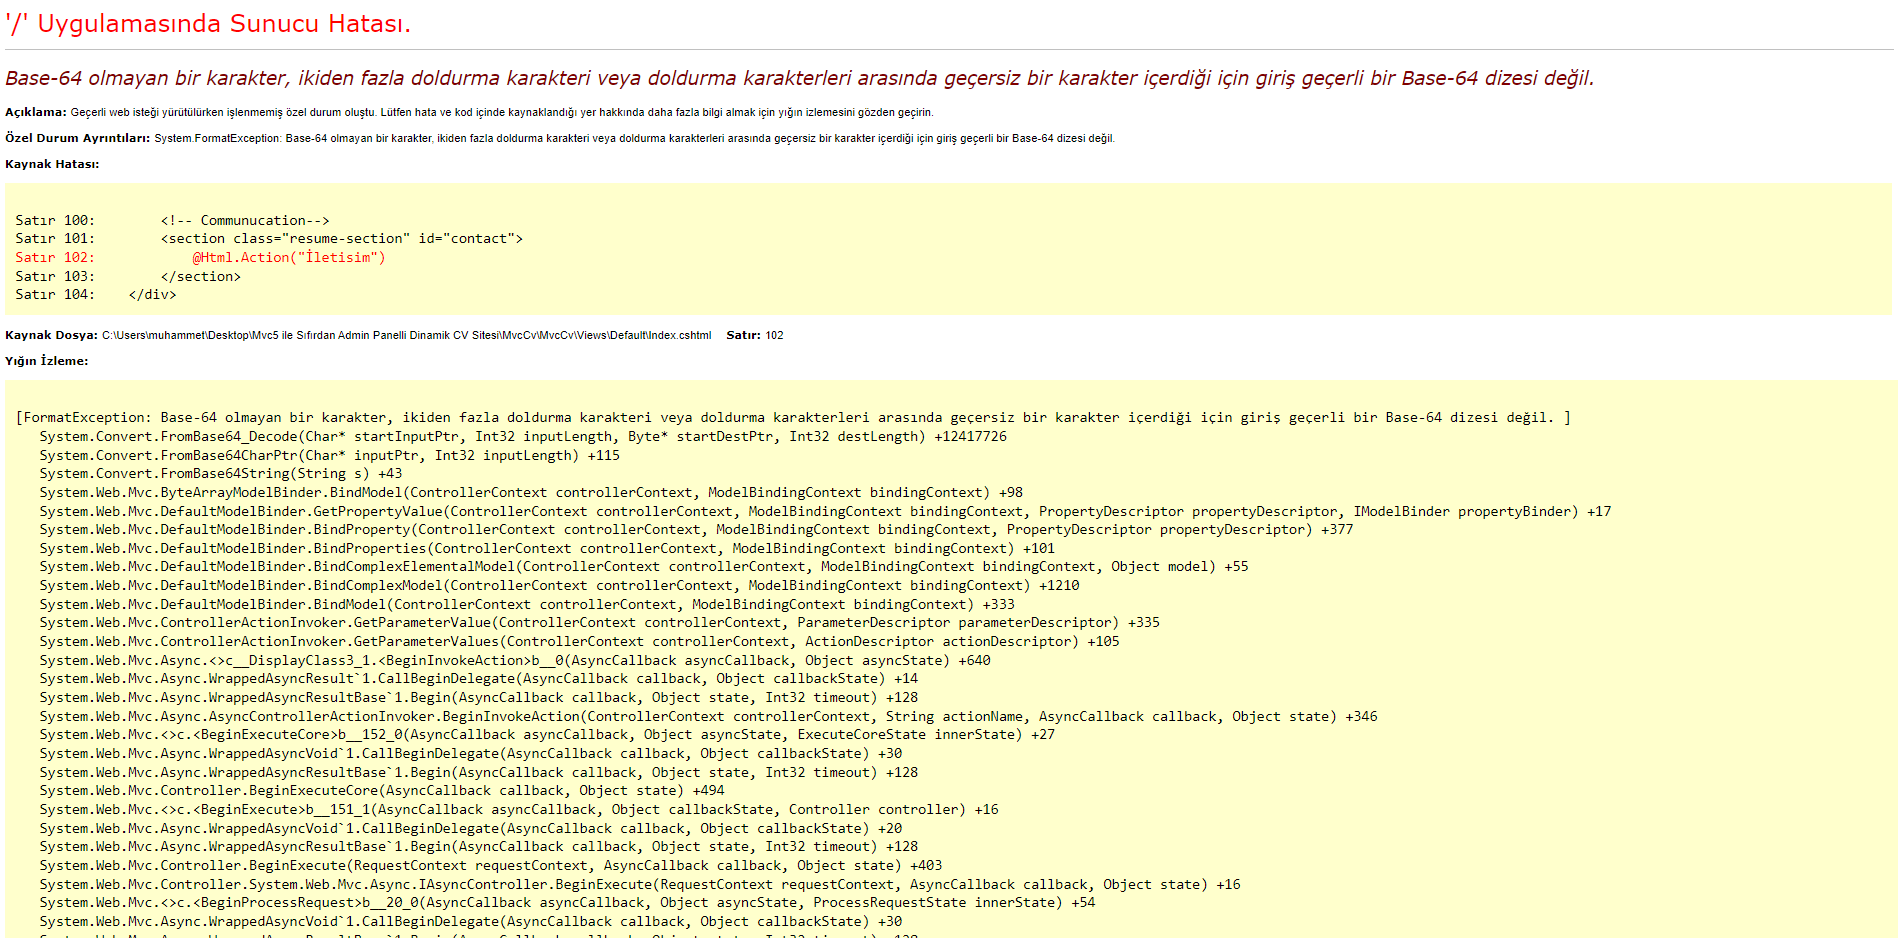 '/' Uygulamasında Sunucu Hatası.
Base-64 olmayan bir karakter, ikiden fazla doldurma karakteri veya doldurma karakterleri arasında geçersiz bir karakter içerdiği için giriş geçerli bir Base-64 dizesi değil.
Açıklama: Geçerli web isteği yürütülürken işlenmemiş özel durum oluştu. Lütfen hata ve kod içinde kaynaklandığı yer hakkında daha fazla bilgi almak için yığın izlemesini gözden geçirin.
Özel Durum Ayrıntıları: System.FormatException: Base-64 olmayan bir karakter, ikiden fazla doldurma karakteri veya doldurma karakterleri arasında geçersiz bir karakter içerdiği için giriş geçerli bir Base-64 dizesi değil.
Kaynak Hatası:
Satır 100:        <!-- Communucation-->
Satır 101:        <section class="resume-section" id="contact">
Satır 102:            @Html.Action("İletisim")
Satır 103:        </section>
Satır 104:    </div>
Kaynak Dosya: C:\Users\muhammet\Desktop\Mvc5 ile Sıfırdan Admin Panelli Dinamik CV Sitesi\MvcCv\MvcCv\Views\Default\Index.cshtml    Satır: 102
Yığın İzleme:
[FormatException: Base-64 olmayan bir karakter, ikiden fazla doldurma karakteri veya doldurma karakterleri arasında geçersiz bir karakter içerdiği için giriş geçerli bir Base-64 dizesi değil. ]
   System.Convert.FromBase64_Decode(Char* startInputPtr, Int32 inputLength, Byte* startDestPtr, Int32 destLength) +12417726
   System.Convert.FromBase64CharPtr(Char* inputPtr, Int32 inputLength) +115
   System.Convert.FromBase64String(String s) +43
   System.Web.Mvc.ByteArrayModelBinder.BindModel(ControllerContext controllerContext, ModelBindingContext bindingContext) +98
   System.Web.Mvc.DefaultModelBinder.GetPropertyValue(ControllerContext controllerContext, ModelBindingContext bindingContext, PropertyDescriptor propertyDescriptor, IModelBinder propertyBinder) +17
   System.Web.Mvc.DefaultModelBinder.BindProperty(ControllerContext controllerContext, ModelBindingContext bindingContext, PropertyDescriptor propertyDescriptor) +377
   System.Web.Mvc.DefaultModelBinder.BindProperties(ControllerContext controllerContext, ModelBindingContext bindingContext) +101
   System.Web.Mvc.DefaultModelBinder.BindComplexElementalModel(ControllerContext controllerContext, ModelBindingContext bindingContext, Object model) +55
   System.Web.Mvc.DefaultModelBinder.BindComplexModel(ControllerContext controllerContext, ModelBindingContext bindingContext) +1210
   System.Web.Mvc.DefaultModelBinder.BindModel(ControllerContext controllerContext, ModelBindingContext bindingContext) +333
   System.Web.Mvc.ControllerActionInvoker.GetParameterValue(ControllerContext controllerContext, ParameterDescriptor parameterDescriptor) +335
   System.Web.Mvc.ControllerActionInvoker.GetParameterValues(ControllerContext controllerContext, ActionDescriptor actionDescriptor) +105
   System.Web.Mvc.Async.<>c__DisplayClass3_1.<BeginInvokeAction>b__0(AsyncCallback asyncCallback, Object asyncState) +640
   System.Web.Mvc.Async.WrappedAsyncResult`1.CallBeginDelegate(AsyncCallback callback, Object callbackState) +14
   System.Web.Mvc.Async.WrappedAsyncResultBase`1.Begin(AsyncCallback callback, Object state, Int32 timeout) +128
   System.Web.Mvc.Async.AsyncControllerActionInvoker.BeginInvokeAction(ControllerContext controllerContext, String actionName, AsyncCallback callback, Object state) +346
   System.Web.Mvc.<>c.<BeginExecuteCore>b__152_0(AsyncCallback asyncCallback, Object asyncState, ExecuteCoreState innerState) +27
   System.Web.Mvc.Async.WrappedAsyncVoid`1.CallBeginDelegate(AsyncCallback callback, Object callbackState) +30
   System.Web.Mvc.Async.WrappedAsyncResultBase`1.Begin(AsyncCallback callback, Object state, Int32 timeout) +128
   System.Web.Mvc.Controller.BeginExecuteCore(AsyncCallback callback, Object state) +494
   System.Web.Mvc.<>c.<BeginExecute>b__151_1(AsyncCallback asyncCallback, Object callbackState, Controller controller) +16
   System.Web.Mvc.Async.WrappedAsyncVoid`1.CallBeginDelegate(AsyncCallback callback, Object callbackState) +20
   System.Web.Mvc.Async.WrappedAsyncResultBase`1.Begin(AsyncCallback callback, Object state, Int32 timeout) +128
   System.Web.Mvc.Controller.BeginExecute(RequestContext requestContext, AsyncCallback callback, Object state) +403
   System.Web.Mvc.Controller.System.Web.Mvc.Async.IAsyncController.BeginExecute(RequestContext requestContext, AsyncCallback callback, Object state) +16
   System.Web.Mvc.<>c.<BeginProcessRequest>b__20_0(AsyncCallback asyncCallback, Object asyncState, ProcessRequestState innerState) +54
   System.Web.Mvc.Async.WrappedAsyncVoid`1.CallBeginDelegate(AsyncCallback callback, Object callbackState) +30